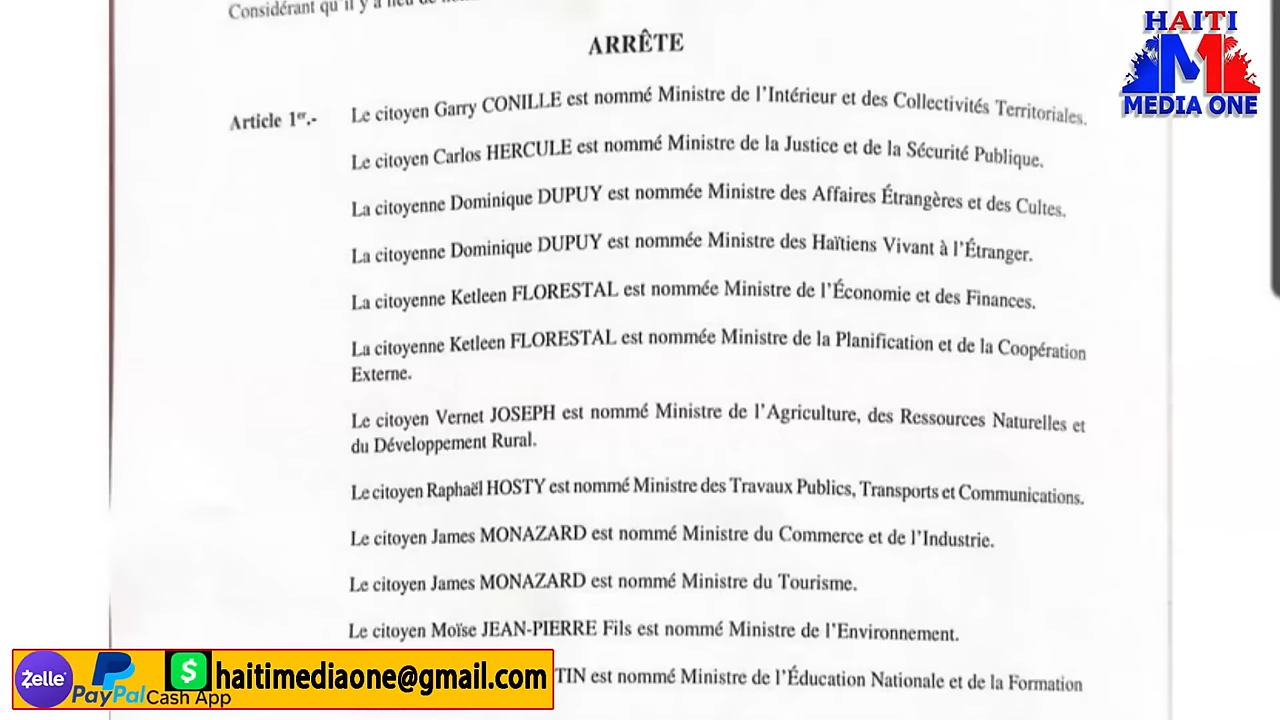 Considérant qu'il y a lieu de
HAITI
M
MEDIA ONE
ARRÊTE
Article 1er.-
Le citoyen Garry CONILLE est nommé Ministre de l'Intérieur et des Collectivités Territoriales.
Le citoyen Carlos HERCULE est nommé Ministre de la Justice et de la Sécurité Publique.
La citoyenne Dominique DUPUY est nommée Ministre des Affaires Étrangères et des Cultes.
La citoyenne Dominique DUPUY est nommée Ministre des Haïtiens Vivant à l'Étranger.
La citoyenne Ketleen FLORESTAL est nommée Ministre de l'Économie et des Finances.
La citoyenne Ketleen FLORESTAL est nommée Ministre de la Planification et de la Coopération
Externe.
Le citoyen Vernet JOSEPH est nommé Ministre de l'Agriculture, des Ressources Naturelles et
du Développement Rural.
Le citoyen Raphaël HOSTY est nommé Ministre des Travaux Publics, Transports et Communications.
Le citoyen James MONAZARD est nommé Ministre du Commerce et de l'Industrie.
Le citoyen James MONAZARD est nommé Ministre du Tourisme.
Le citoyen Moïse JEAN-PIERRE Fils est nommé Ministre de l'Environnement.
TIN est nommé Ministre de l'Éducation Nationale et de la Formation
Zelle
PayPal
$
Cash App
haitimediaone@gmail.com